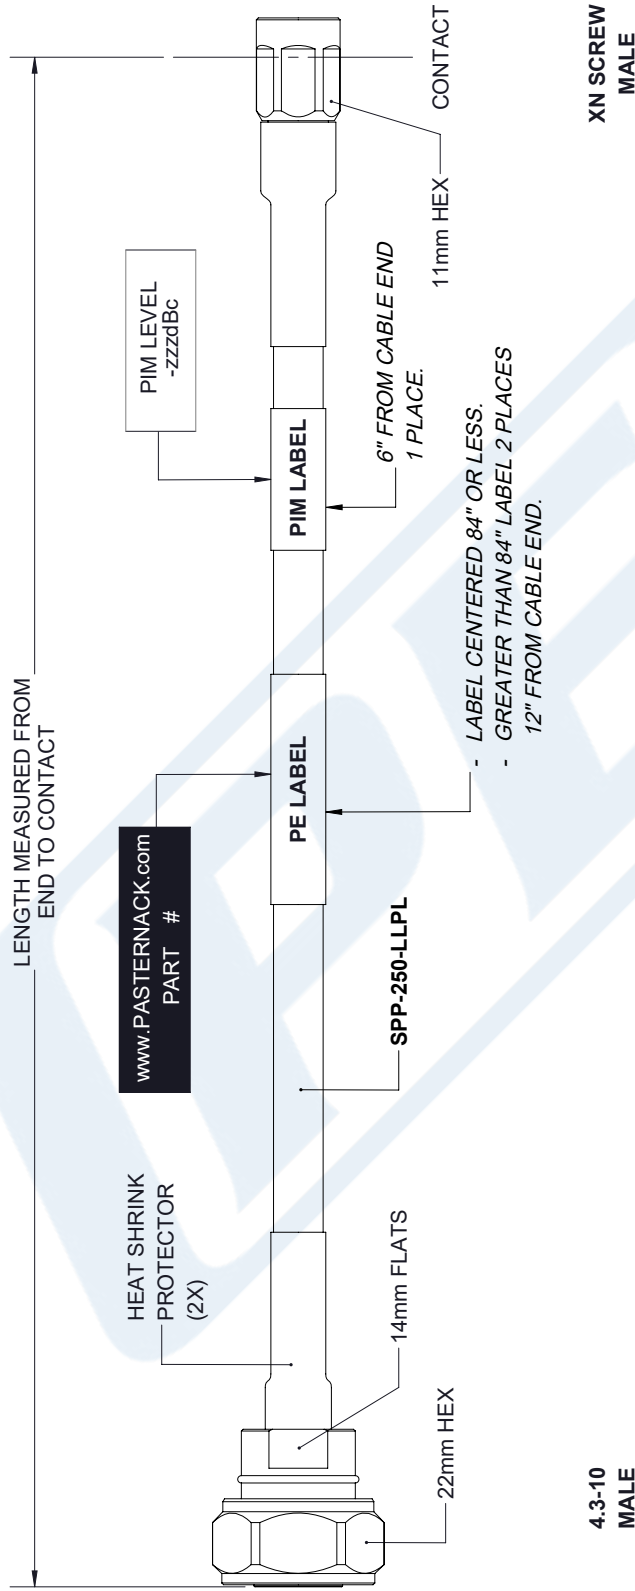 LENGTH MEASURED FROM
END TO CONTACT
HEAT SHRINK
PROTECTOR
(2X)
www.PASTERNACK.com
PART #
PIM LEVEL
-zzzdBc
PE LABEL
PIM LABEL
22mm HEX
14mm FLATS
SPP-250-LLPL
- LABEL CENTERED 84" OR LESS.
- GREATER THAN 84" LABEL 2 PLACES
12" FROM CABLE END.
6" FROM CABLE END
1 PLACE.
11mm HEX
CONTACT
4.3-10
MALE
XN SCREW
MALE